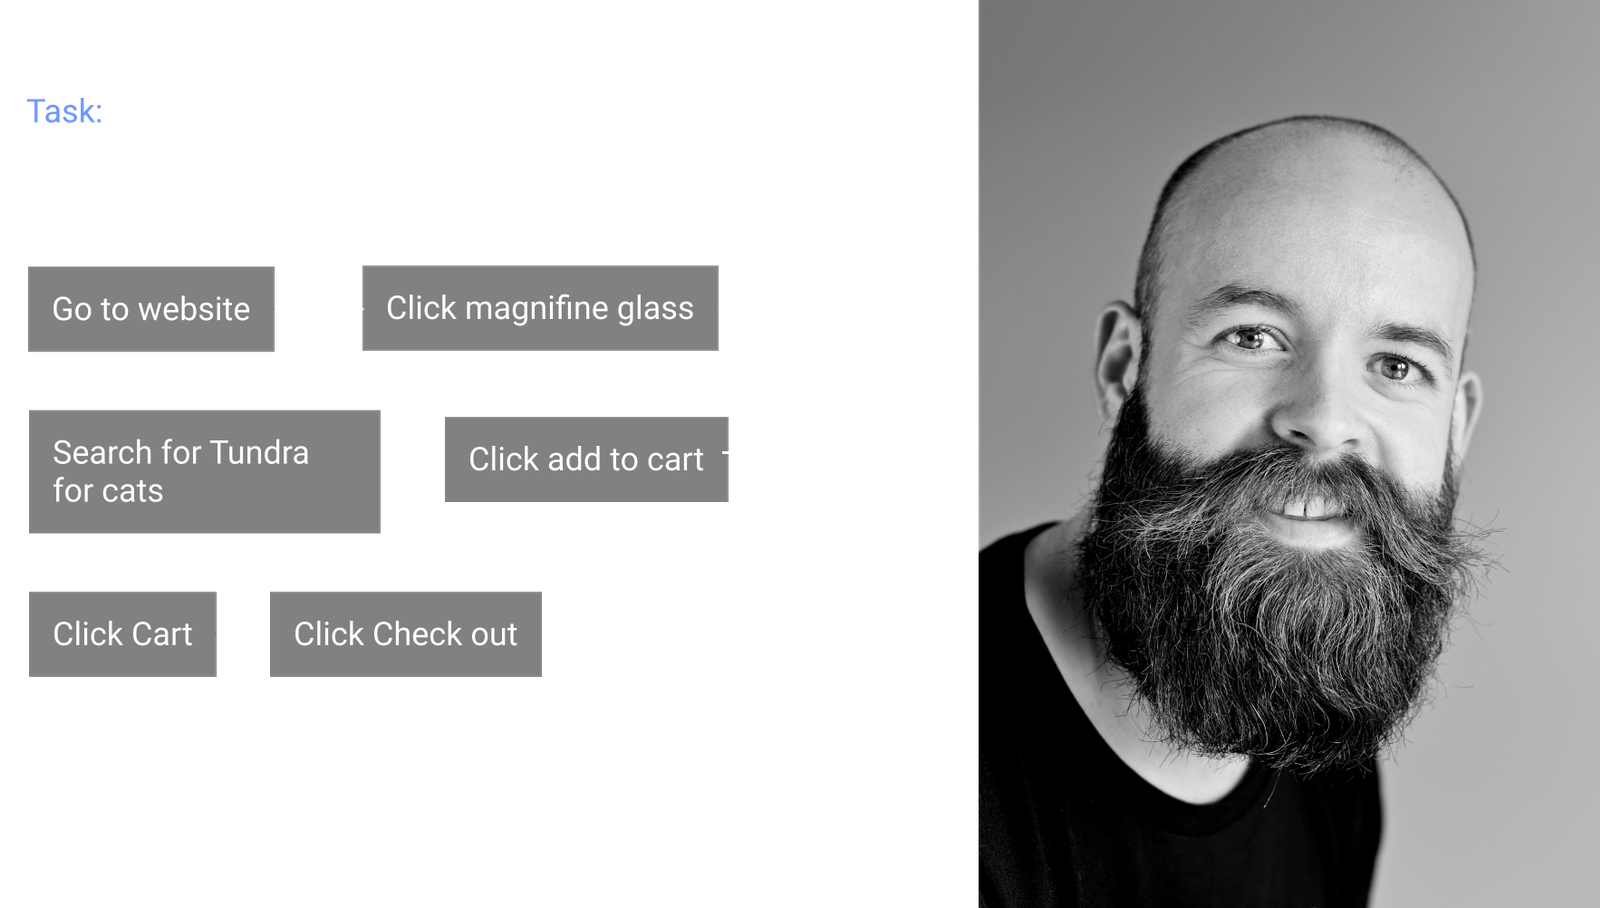 Task:
Go to website
Click magnifine glass
Search for Tundra
for cats
Click add to cart
Click Cart
Click Check out